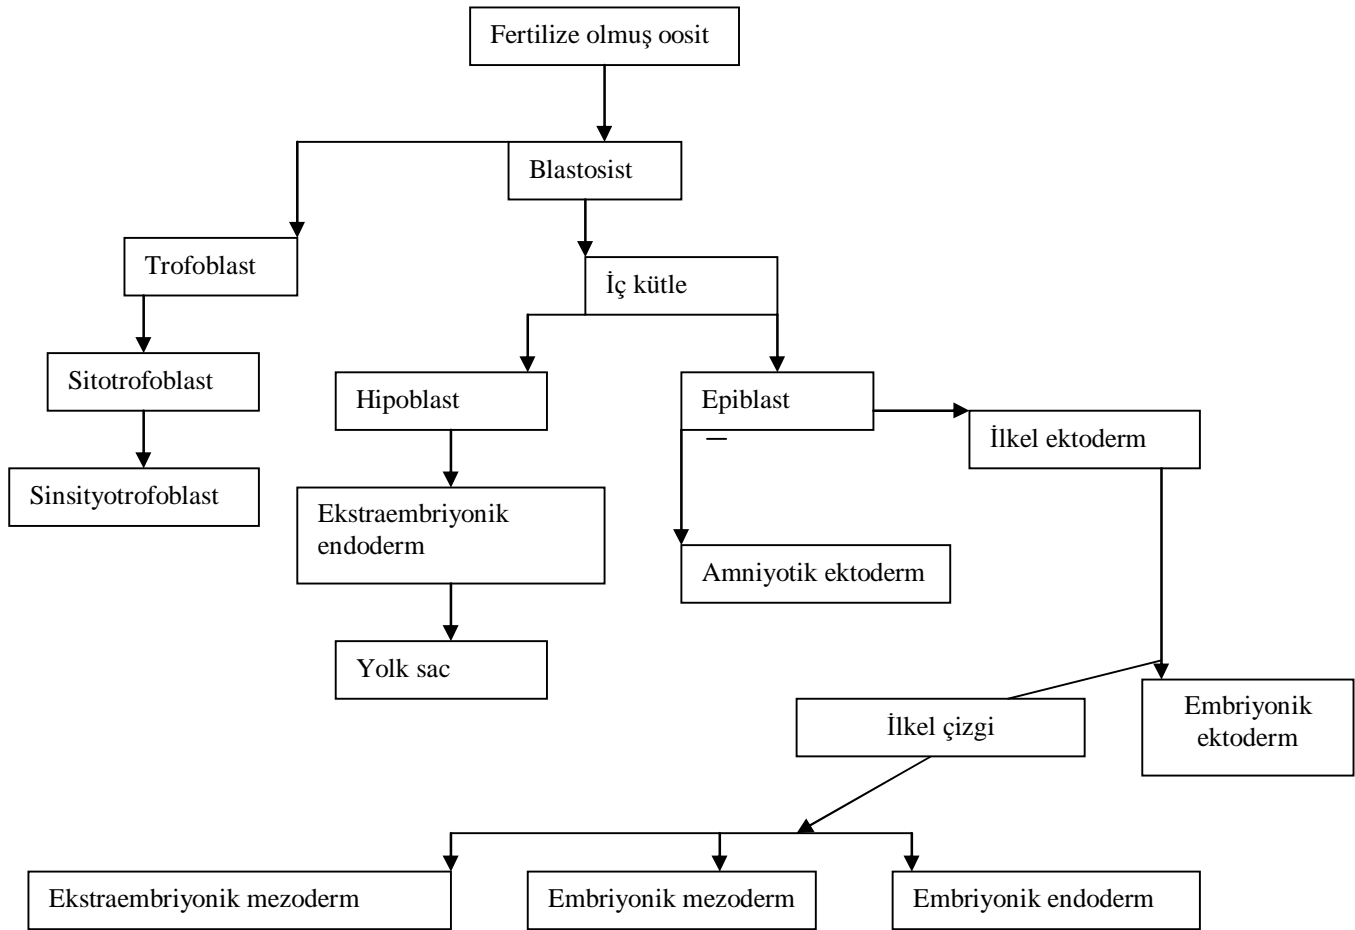 Fertilize olmuş oosit
Blastosist
Trofoblast
İç kütle
Sitotrofoblast
Hipoblast
Epiblast
İlkel ektoderm
Sinsityotrofoblast
Ekstraembriyonik
endoderm
Amniyotik ektoderm
Yolk sac
İlkel çizgi
Embriyonik
ektoderm
Ekstraembriyonik mezoderm
Embriyonik mezoderm
Embriyonik endoderm